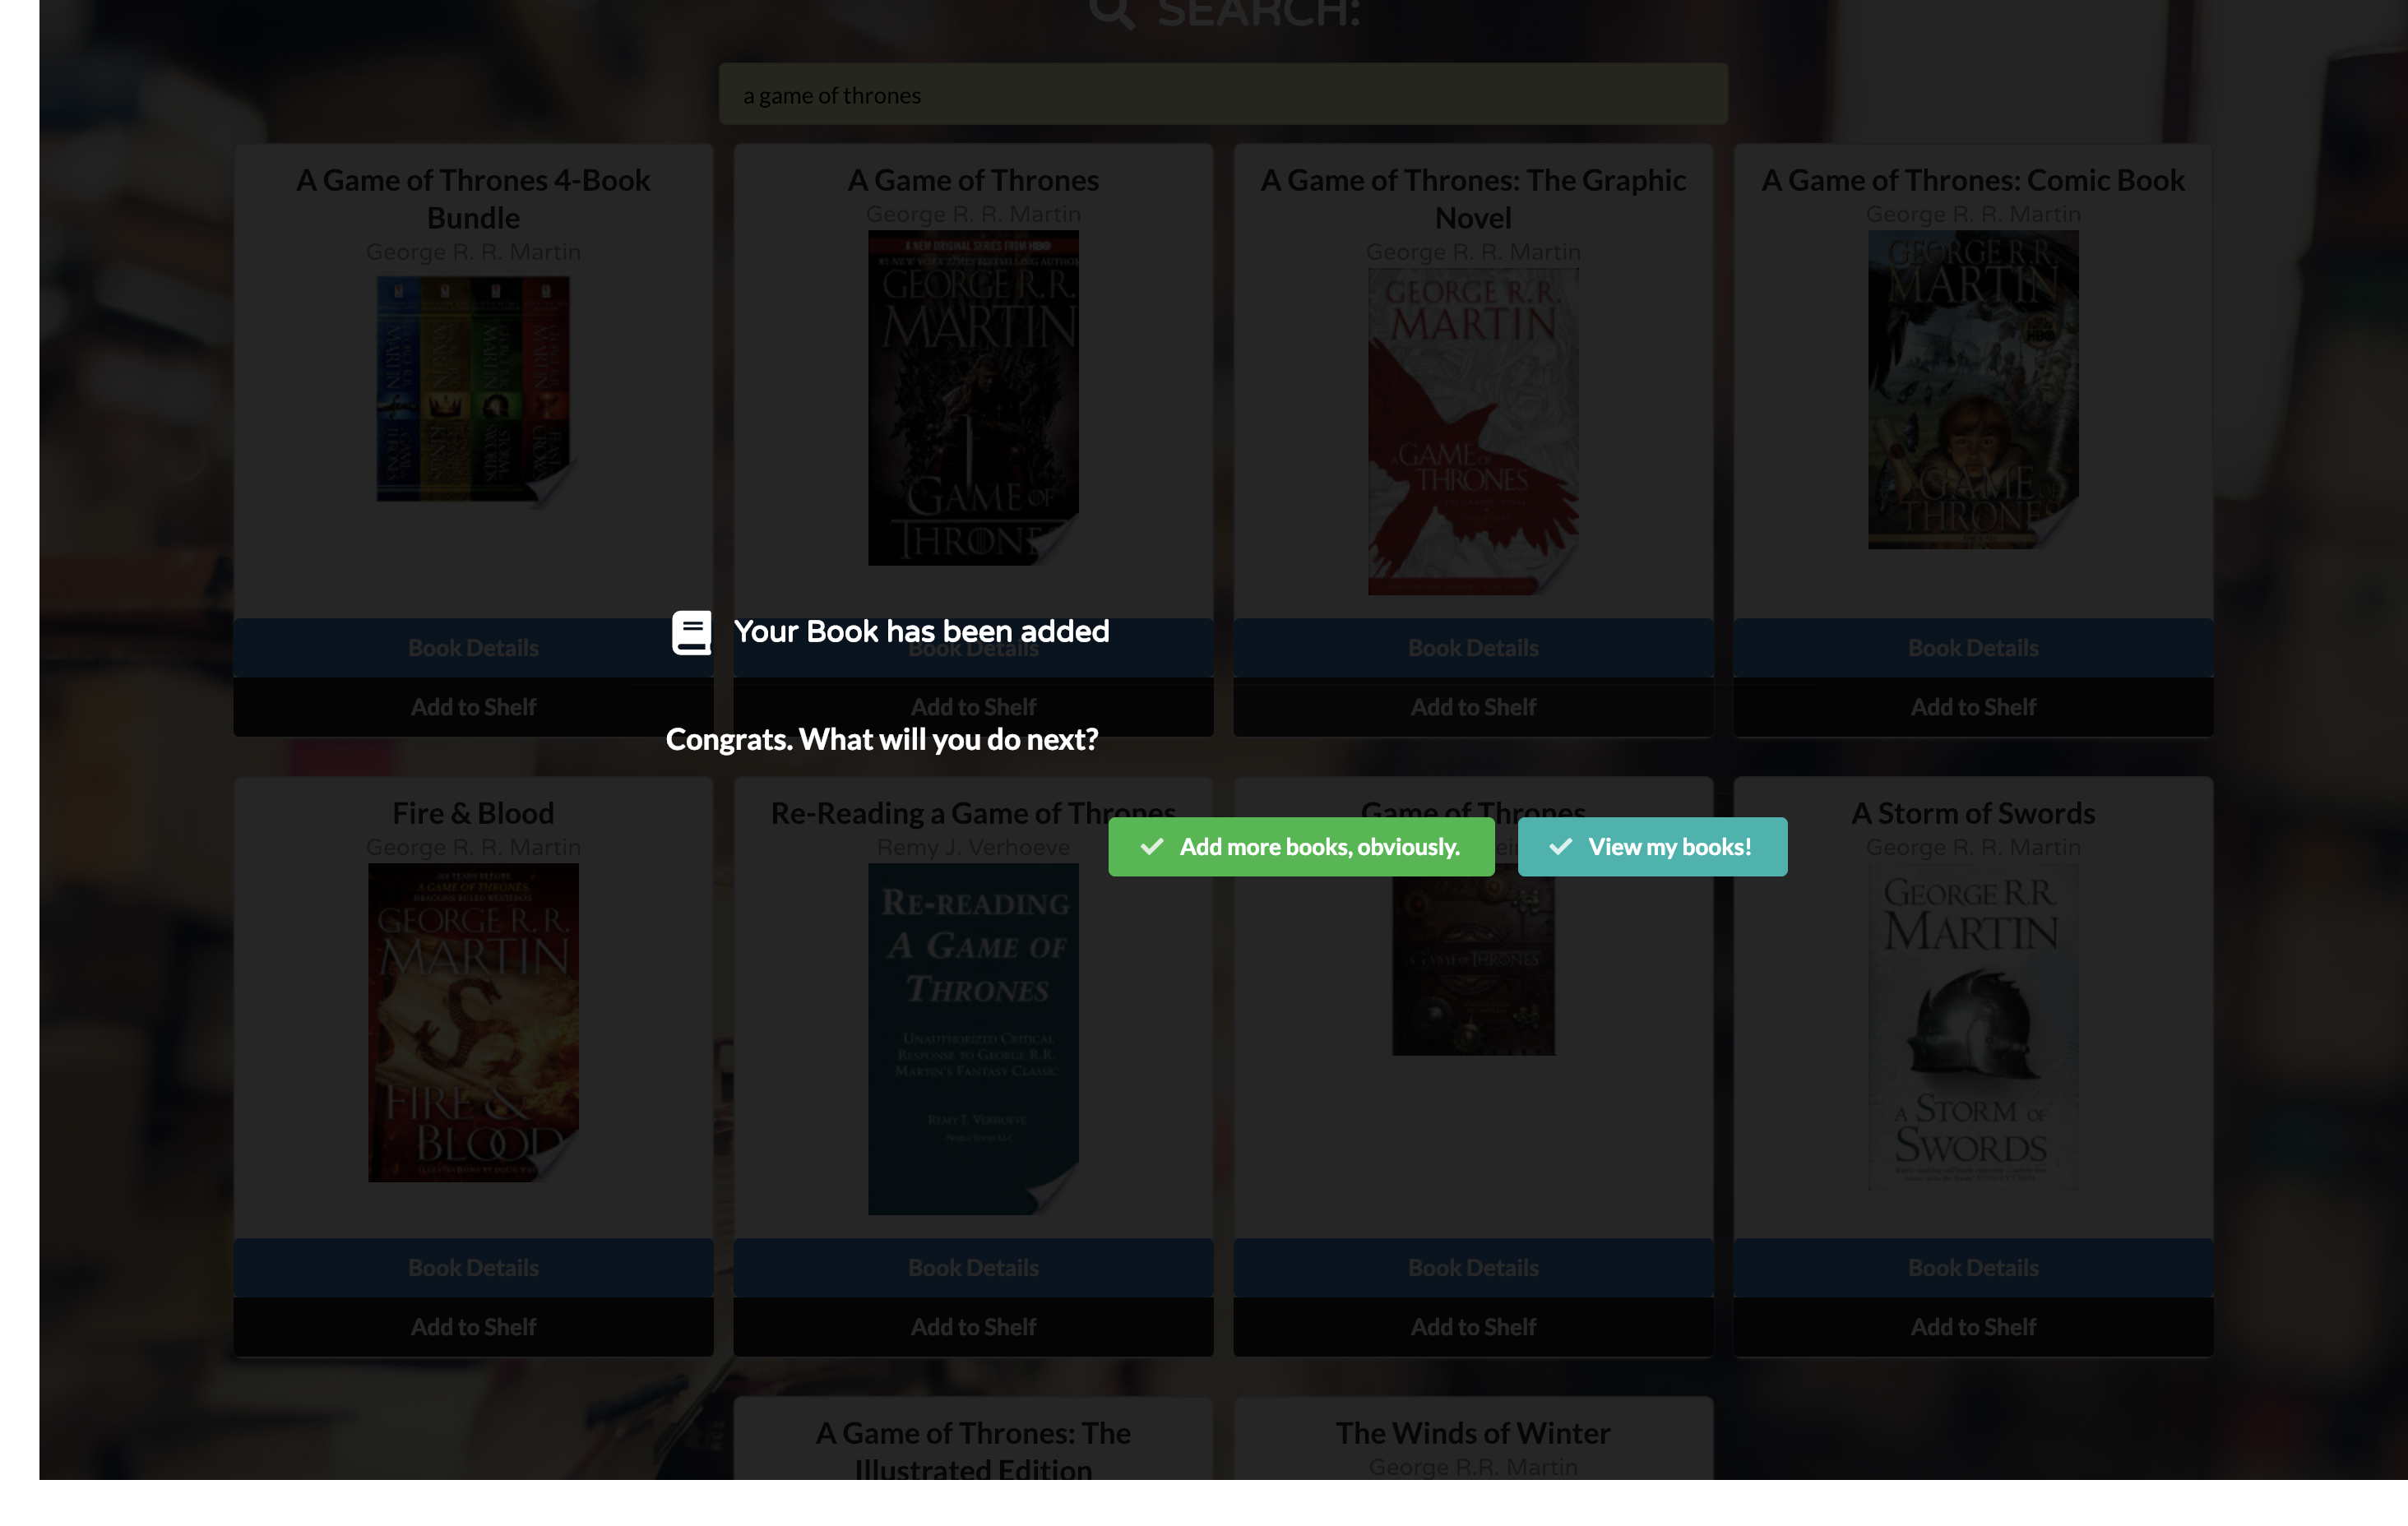 SEARCH:
a game of thrones
A Game of Thrones 4-Book
Bundle
George R. R. Martin
A Game of Thrones
George R. R. Martin
A NEW ORIGINAL SERIES FROM HBO
#1 NEW YORK TIMES BESTSELLING AUTHOR
GEORGE R. R.
MARTIN
GAME OF
A Game of Thrones: The Graphic
Novel
George R. R. Martin
GEORGE R. R.
MARTIN
GAME OF
THRONES
A Game of Thrones: Comic Book
George R. R. Martin
GEORGE R.R.
MARTIN
A GAME
THRONES
Your Book has been added
Book Details
Book Details
Book Details
Book Details
Add to Shelf
Add to Shelf
Add to Shelf
Add to Shelf
Congrats. What will you do next?
Fire & Blood
George R. R. Martin
GEORGE R. R.
MARTIN
FIRE &
BLOOD
Re-Reading a Game of Thrones
Remy J. Verhoeve
RE-READING
A GAME OF
THRONES
UNAUTHORIZED CRITICAL
RESPONSE TO GEORGE R.R.
MARTIN'S FANTASY CLASSIC
REMY J. VERHOEVE
Game of Thrones
GAME OF THRONES
A Storm of Swords
George R. R. Martin
GEORGE R.R.
MARTIN
A STORM OF
SWORDS
Add more books, obviously.
View my books!
Book Details
Book Details
Book Details
Book Details
Add to Shelf
Add to Shelf
Add to Shelf
Add to Shelf
A Game of Thrones: The
Illustrated Edition
The Winds of Winter
George R.R. Martin